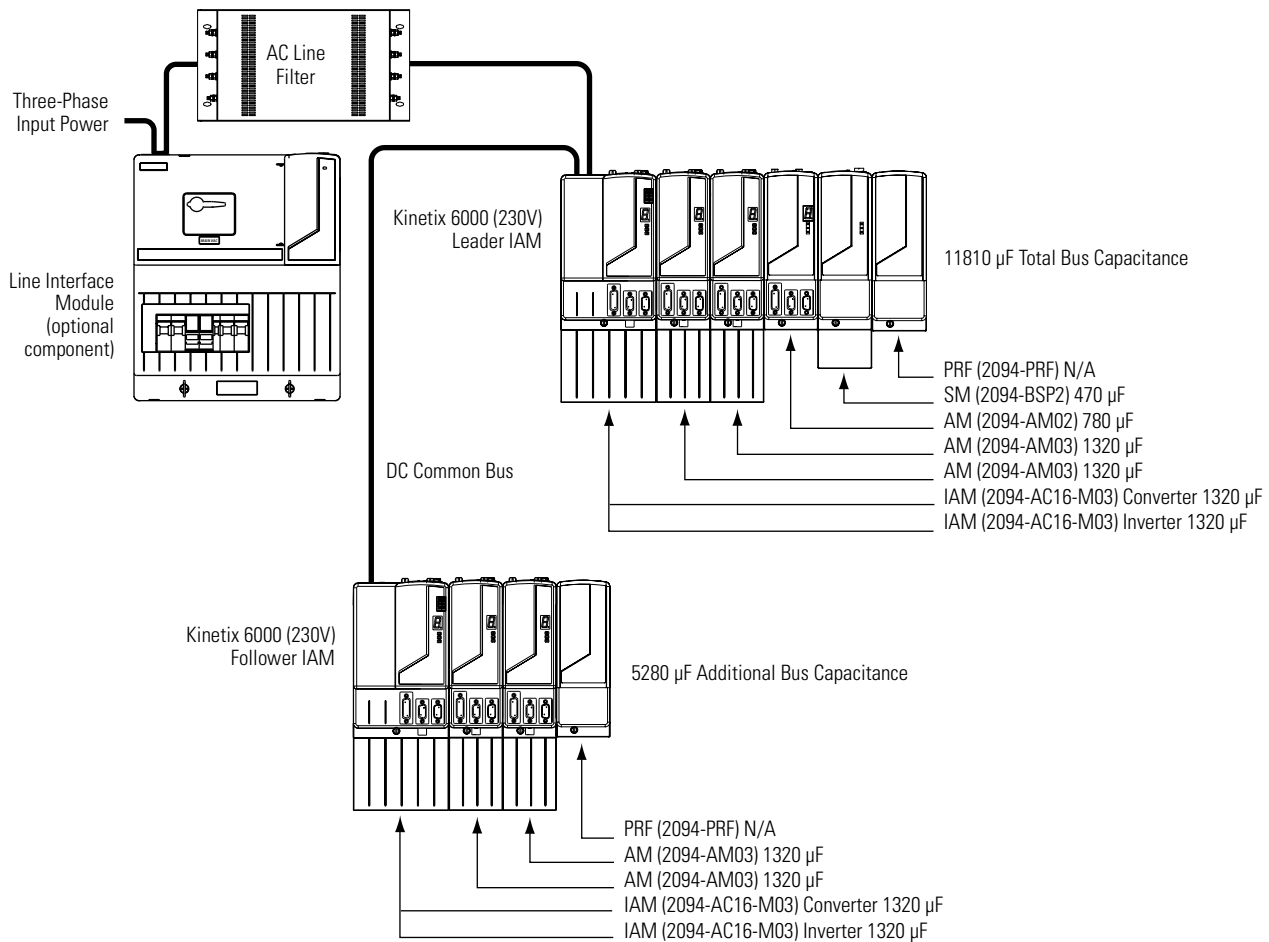 AC Line
Filter
Three-Phase
Input Power
Kinetix 6000 (230V)
Leader IAM
11810 µF Total Bus Capacitance
Line Interface
Module
(optional
component)
PRF (2094-PRF) N/A
SM (2094-BSP2) 470 µF
AM (2094-AM02) 780 µF
AM (2094-AM03) 1320 µF
AM (2094-AM03) 1320 µF
IAM (2094-AC16-M03) Converter 1320 µF
IAM (2094-AC16-M03) Inverter 1320 µF
DC Common Bus
Kinetix 6000 (230V)
Follower IAM
5280 µF Additional Bus Capacitance
PRF (2094-PRF) N/A
AM (2094-AM03) 1320 µF
AM (2094-AM03) 1320 µF
IAM (2094-AC16-M03) Converter 1320 µF
IAM (2094-AC16-M03) Inverter 1320 µF